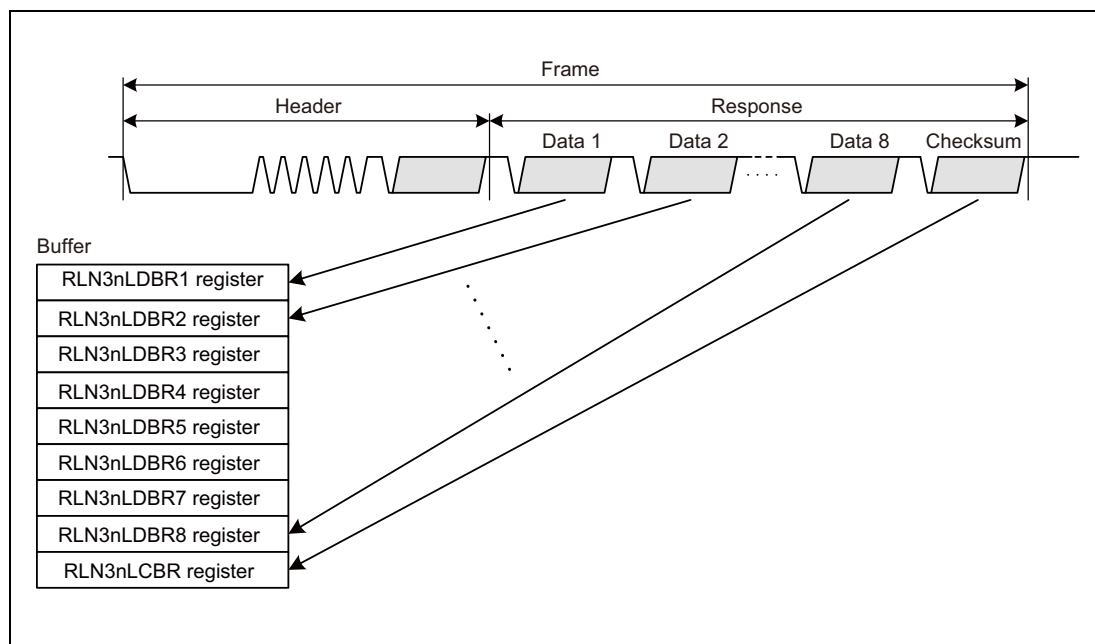 Frame
Header
Response
Data 1
Data 2
Data 8
Checksum
Buffer
RLN3nLDBR1 register
RLN3nLDBR2 register
RLN3nLDBR3 register
RLN3nLDBR4 register
RLN3nLDBR5 register
RLN3nLDBR6 register
RLN3nLDBR7 register
RLN3nLDBR8 register
RLN3nLCBR register